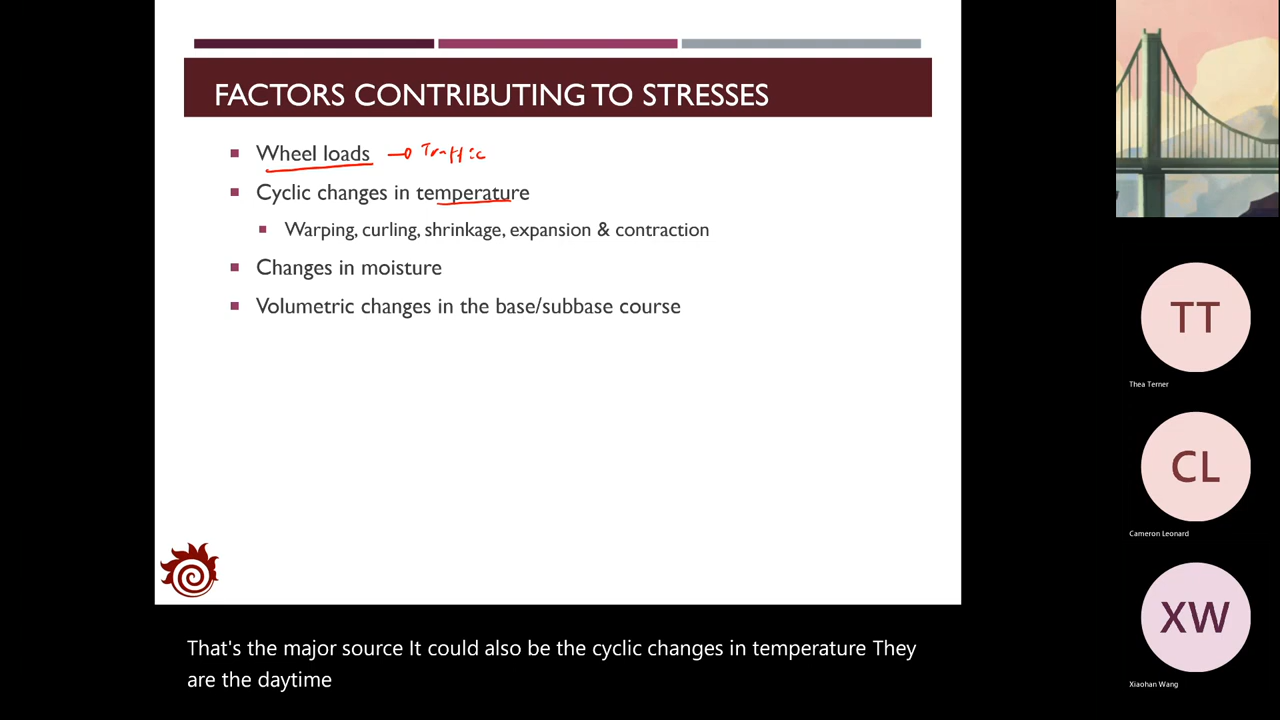 FACTORS CONTRIBUTING TO STRESSES
Wheel loads → Traffic
Cyclic changes in temperature
Warping, curling, shrinkage, expansion & contraction
Changes in moisture
Volumetric changes in the base/subbase course
TT
Thea Terner
CL
Cameron Leonard
XW
Xiaohan Wang
That's the major source It could also be the cyclic changes in temperature They
are the daytime